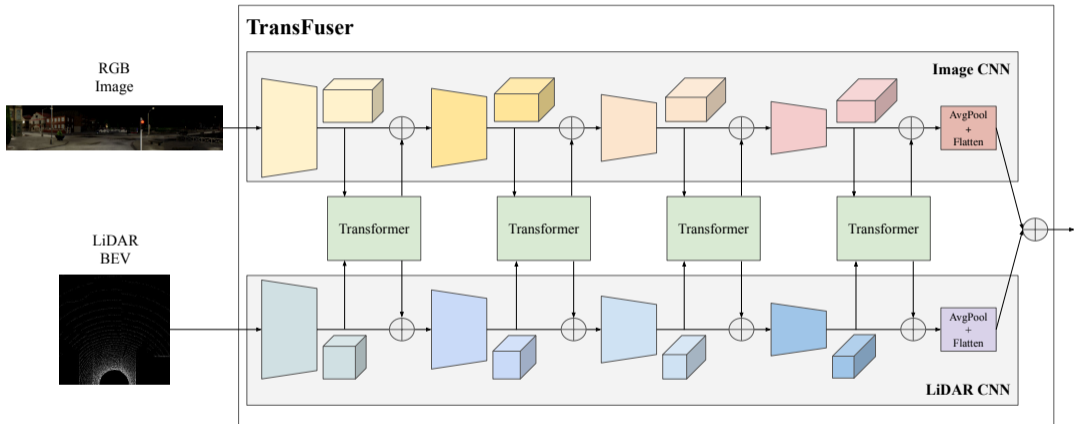 TransFuser
RGB
Image
Image CNN
AvgPool
+
Flatten
Transformer
Transformer
Transformer
Transformer
LiDAR
BEV
AvgPool
+
Flatten
LiDAR CNN